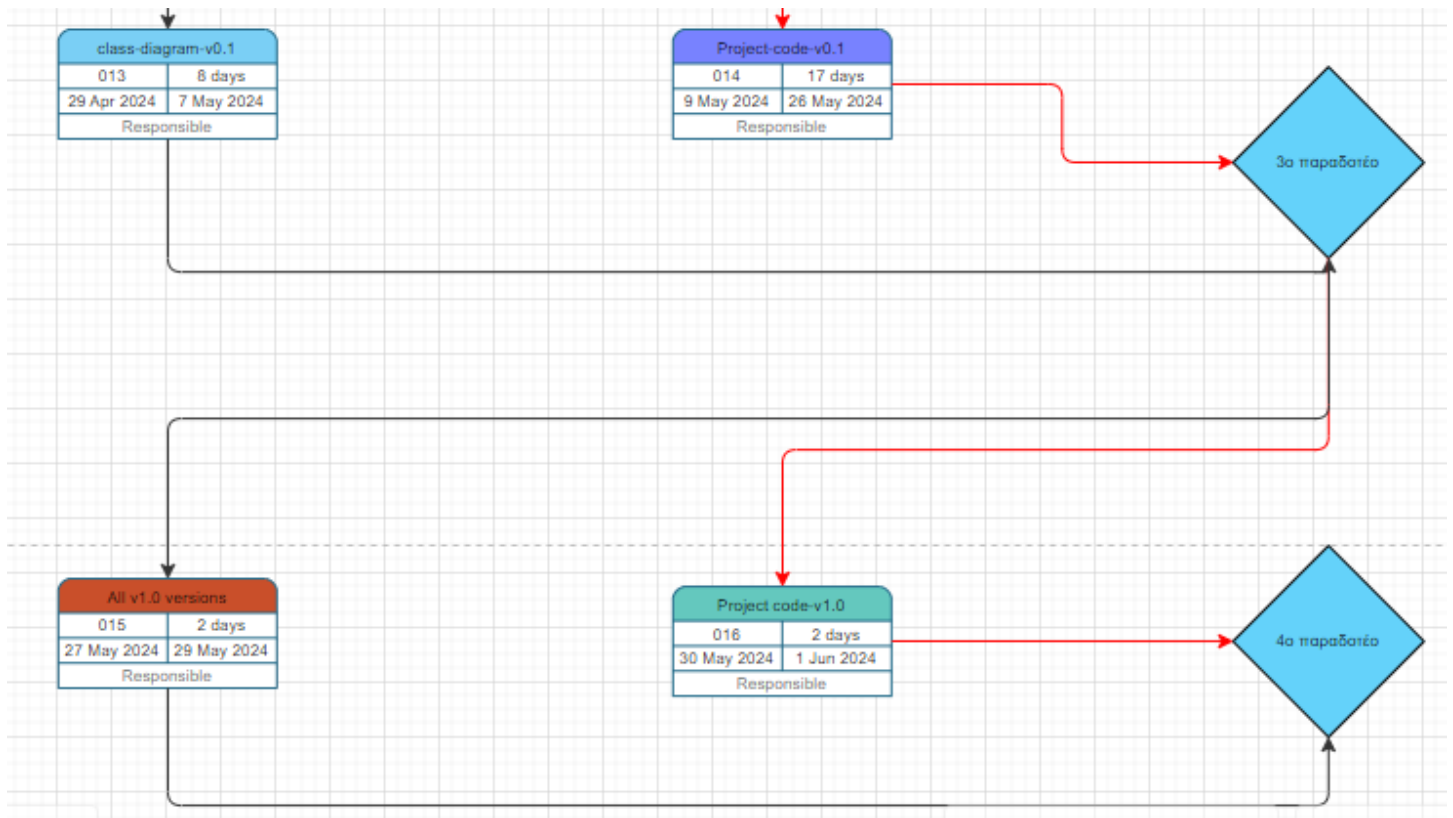 class-diagram-v0.1
013 8 days
29 Apr 2024 7 May 2024
Responsible
Project-code-v0.1
014 17 days
9 May 2024 26 May 2024
Responsible
3ο παραδοτέο
All v1.0 versions
015 2 days
27 May 2024 29 May 2024
Responsible
Project code-v1.0
016 2 days
30 May 2024 1 Jun 2024
Responsible
4ο παραδοτέο